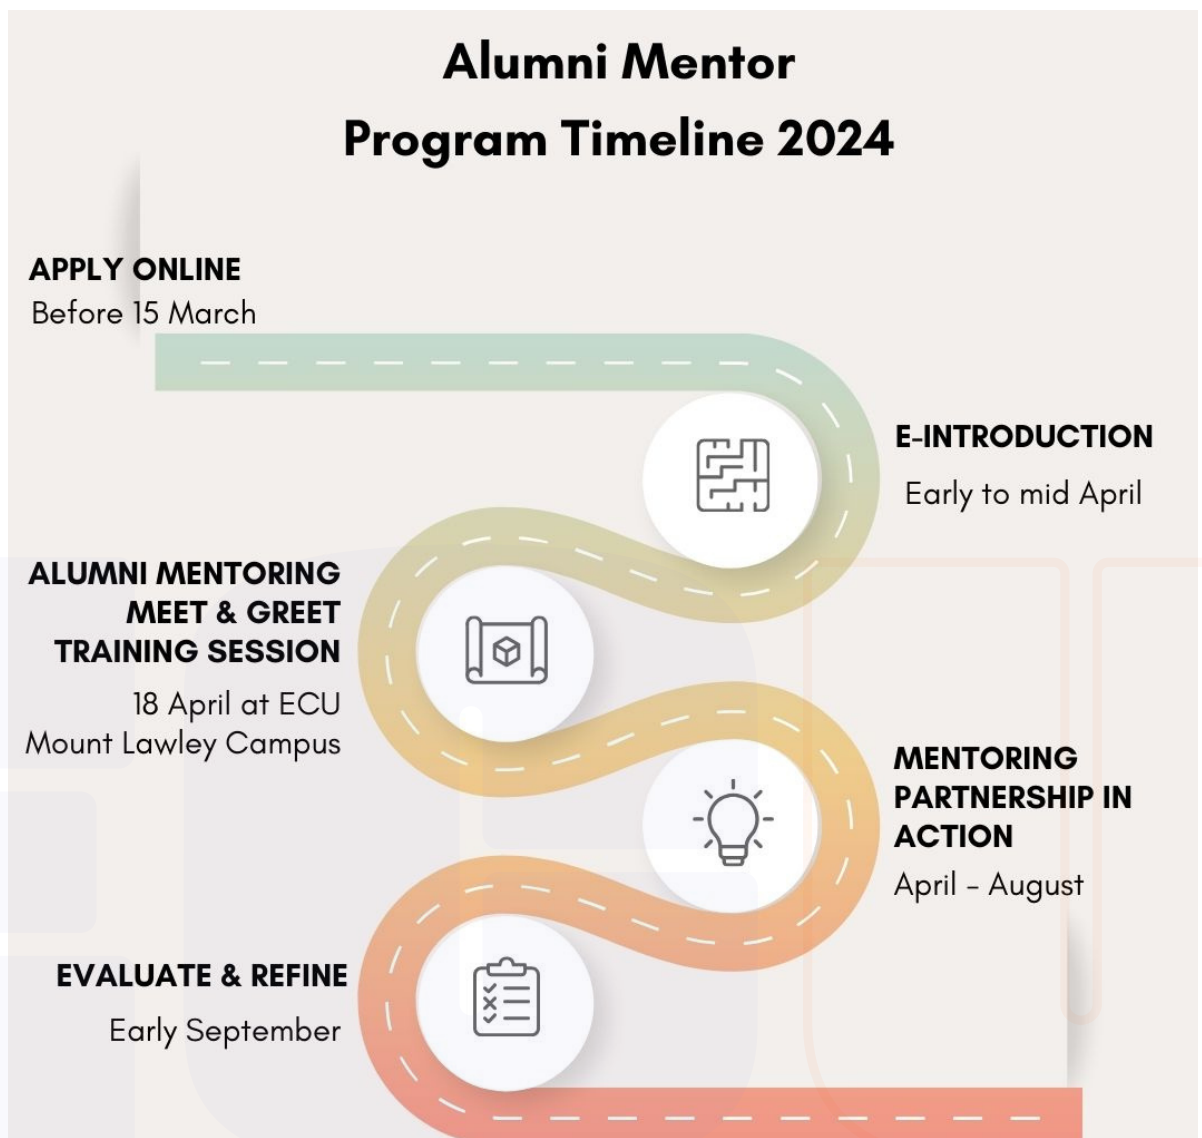 Alumni Mentor
Program Timeline 2024
APPLY ONLINE
Before 15 March
E-INTRODUCTION
Early to mid April
ALUMNI MENTORING
MEET & GREET
TRAINING SESSION
18 April at ECU
Mount Lawley Campus
MENTORING
PARTNERSHIP IN
ACTION
April - August
EVALUATE & REFINE
Early September